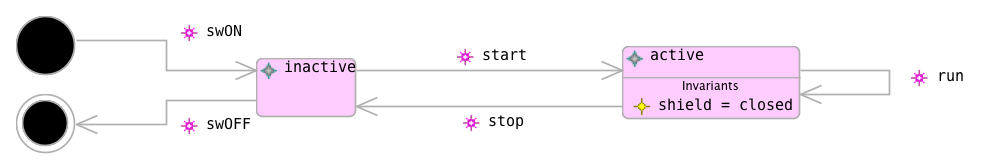 swON
inactive
start
active
Invariants
shield = closed
run
swOFF
stop